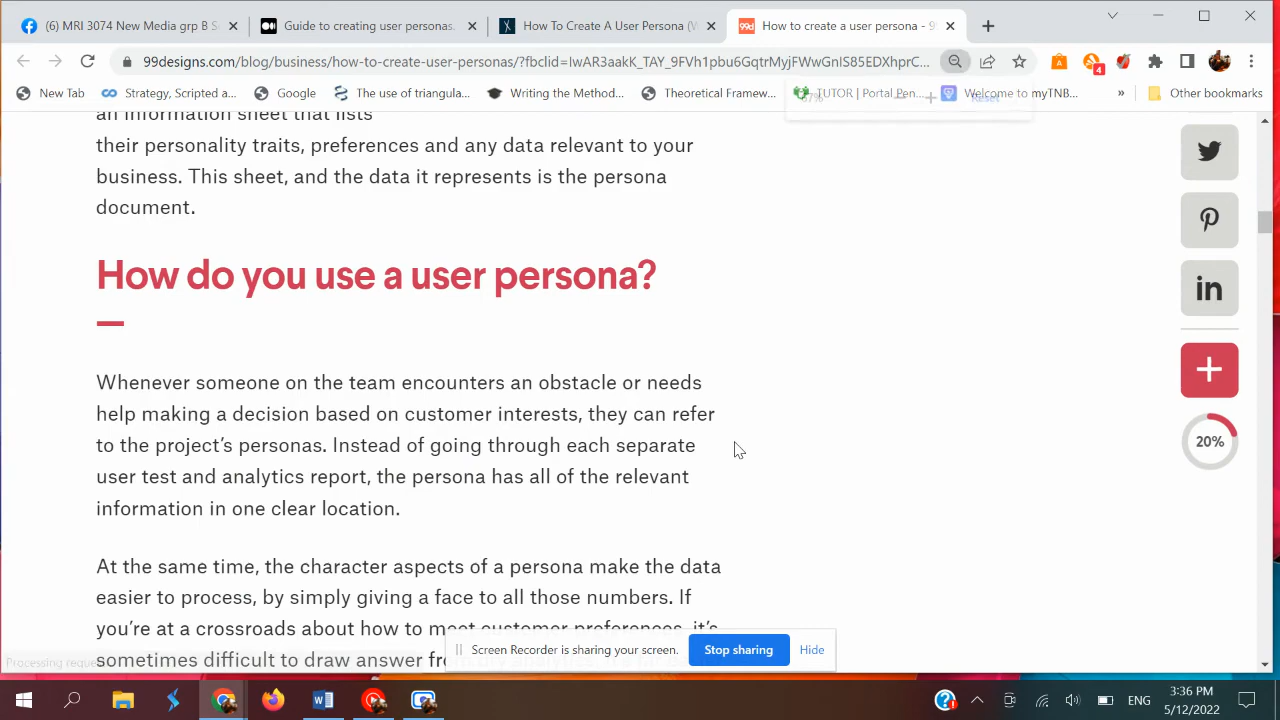 (6) MRI 3074 New Media grp B S
Guide to creating user personas.
How To Create A User Persona (
99d How to create a user persona - 9
99designs.com/blog/business/how-to-create-user-personas/?fbclid=IwAR3aakK_TAY_9FVh1pbu6GqtrMyjFWwGnIS85EDXhprC...
4
New Tab
Strategy, Scripted a...
Google
The use of triangula...
Writing the Method...
Theoretical Framew...
TUTOR | Portal Pen...
Welcome to myTNB...
»
Other bookmarks
Reset
an information sheet that lists
their personality traits, preferences and any data relevant to your
business. This sheet, and the data it represents is the persona
document.
How do you use a user persona?
Whenever someone on the team encounters an obstacle or needs
help making a decision based on customer interests, they can refer
to the project's personas. Instead of going through each separate
user test and analytics report, the persona has all of the relevant
information in one clear location.
At the same time, the character aspects of a persona make the data
easier to process, by simply giving a face to all those numbers. If
you're at a crossroads about how to meet customer preferences, it's
sometimes difficult to draw answer
in
20%
Screen Recorder is sharing your screen.
Stop sharing
Hide
Processing reque
ENG
3:36 PM
5/12/2022